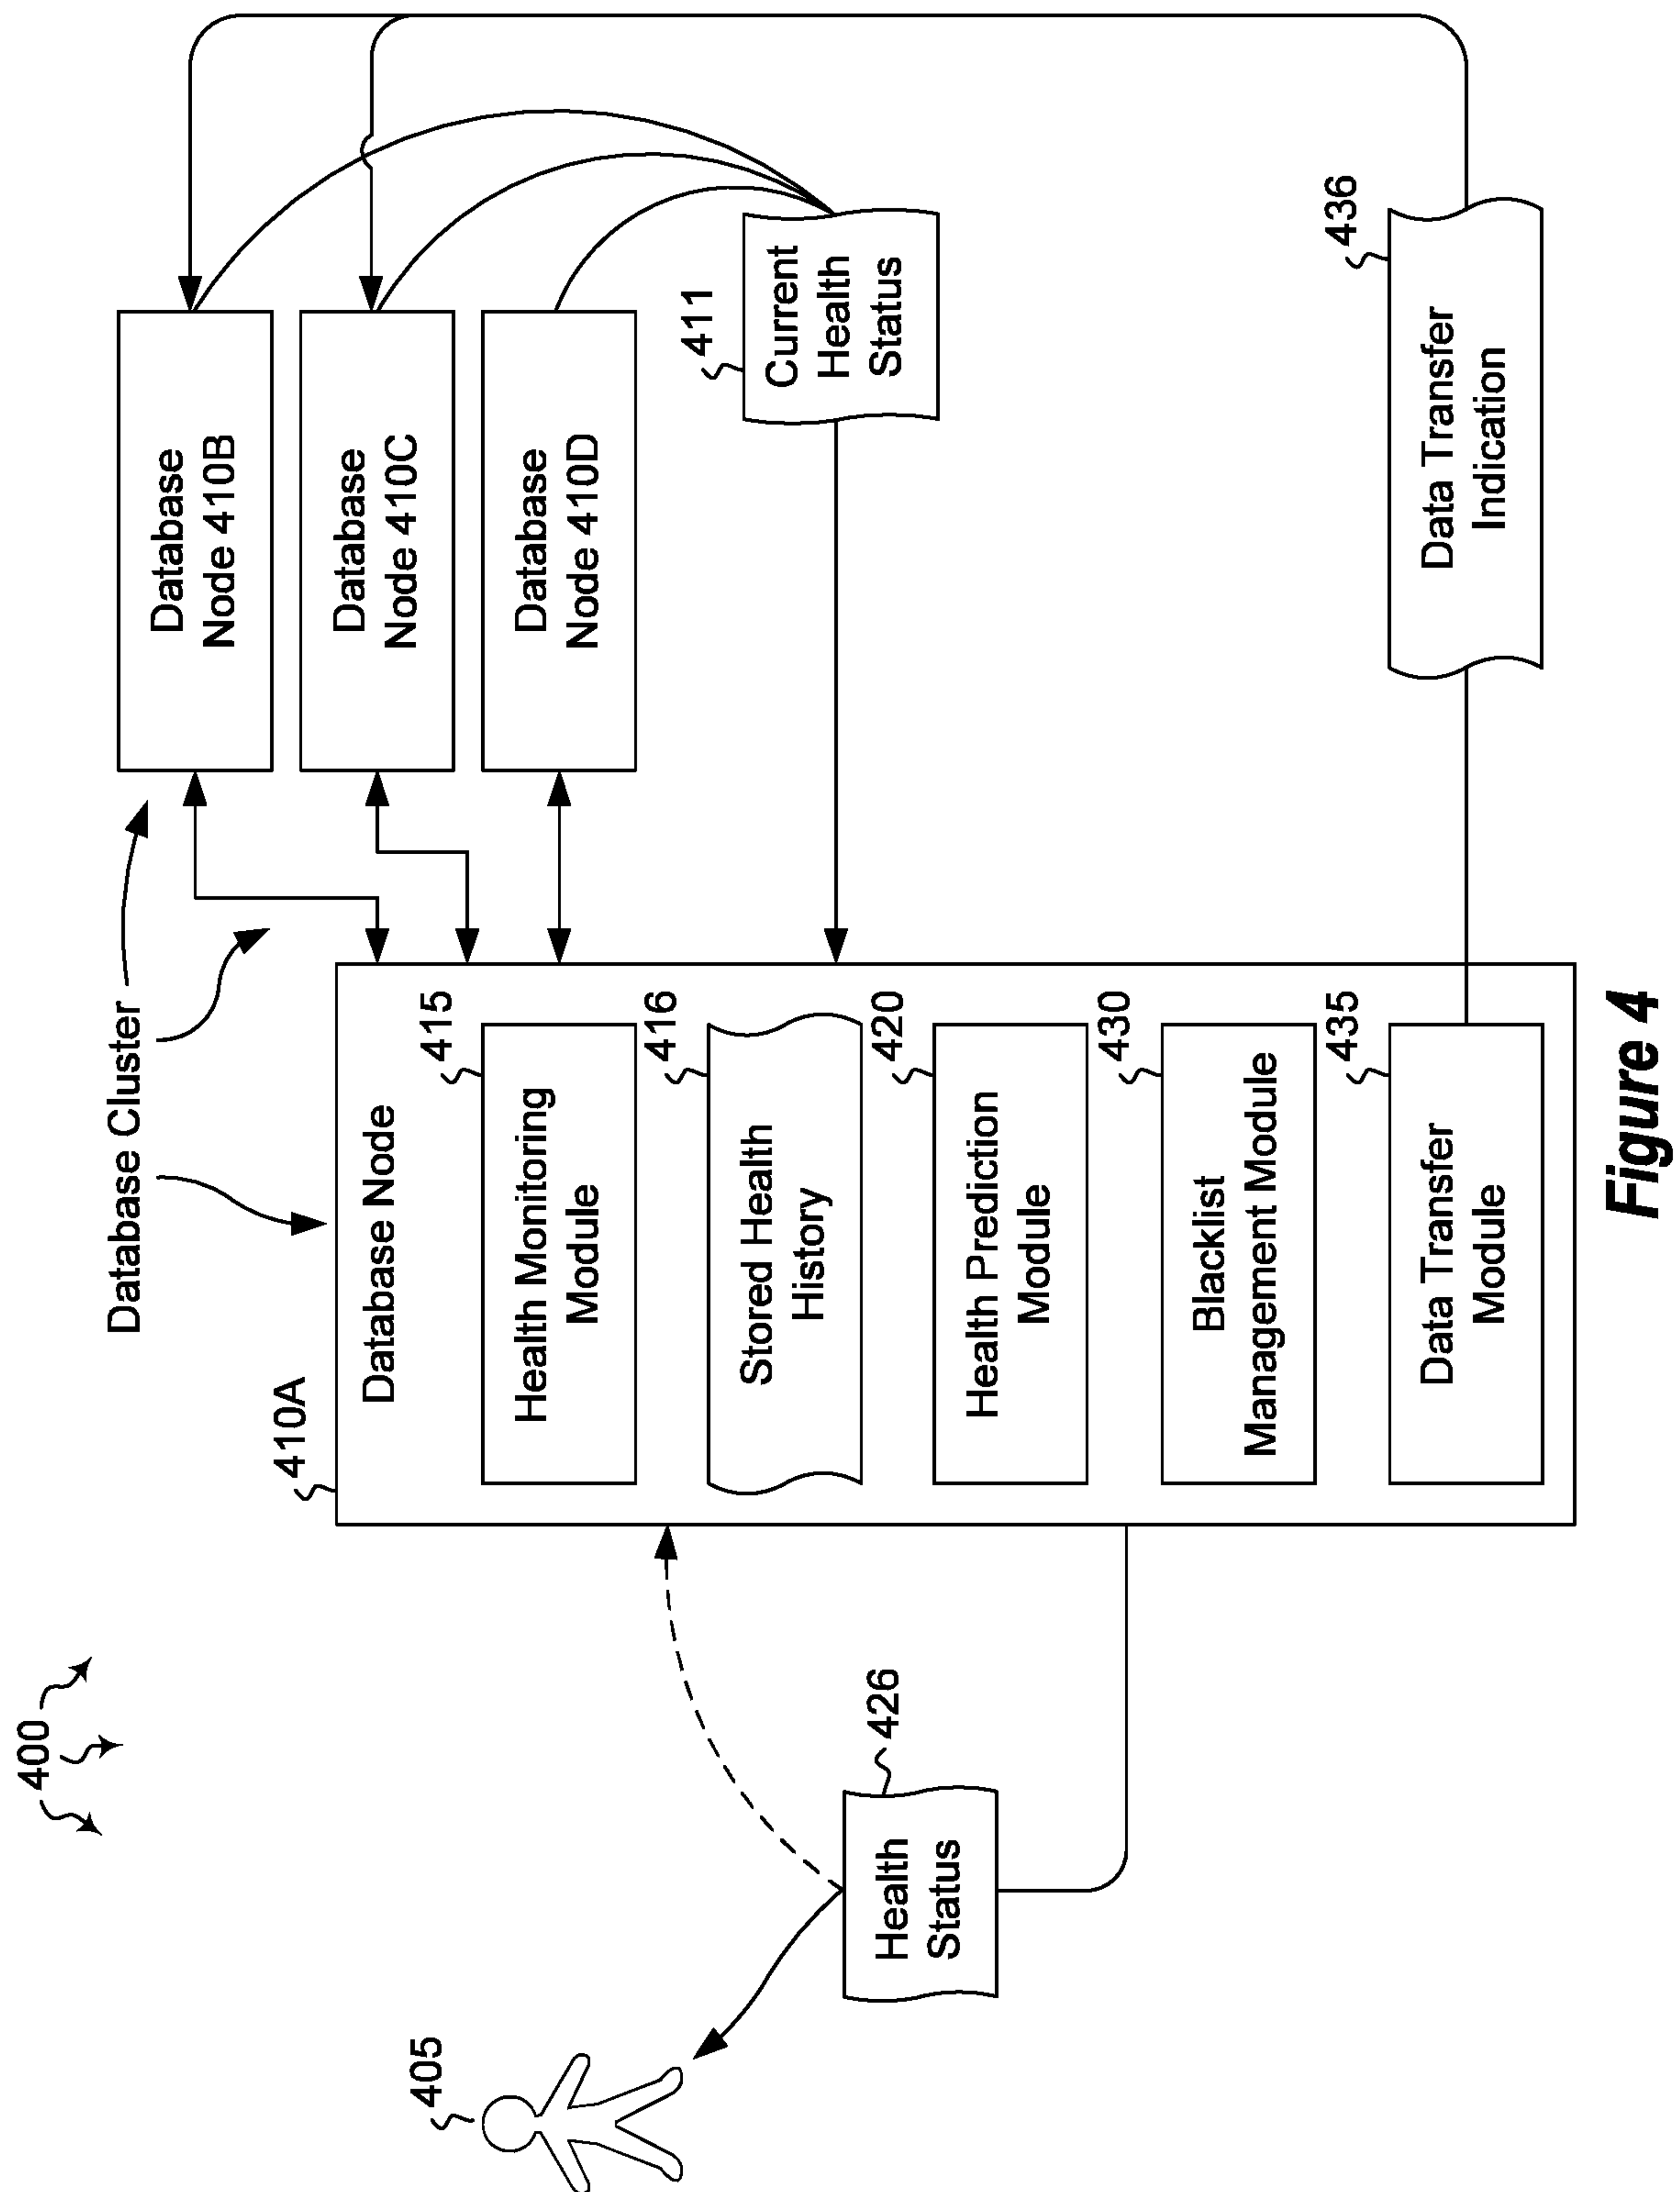 400
Database Cluster
405
410A
Database Node
415
Health Monitoring
Module
416
Stored Health
History
420
Health Prediction
Module
430
Blacklist
Management Module
435
Data Transfer
Module
Health
Status
426
Database
Node 410B
Database
Node 410C
Database
Node 410D
411
Current
Health
Status
436
Data Transfer
Indication
Figure 4